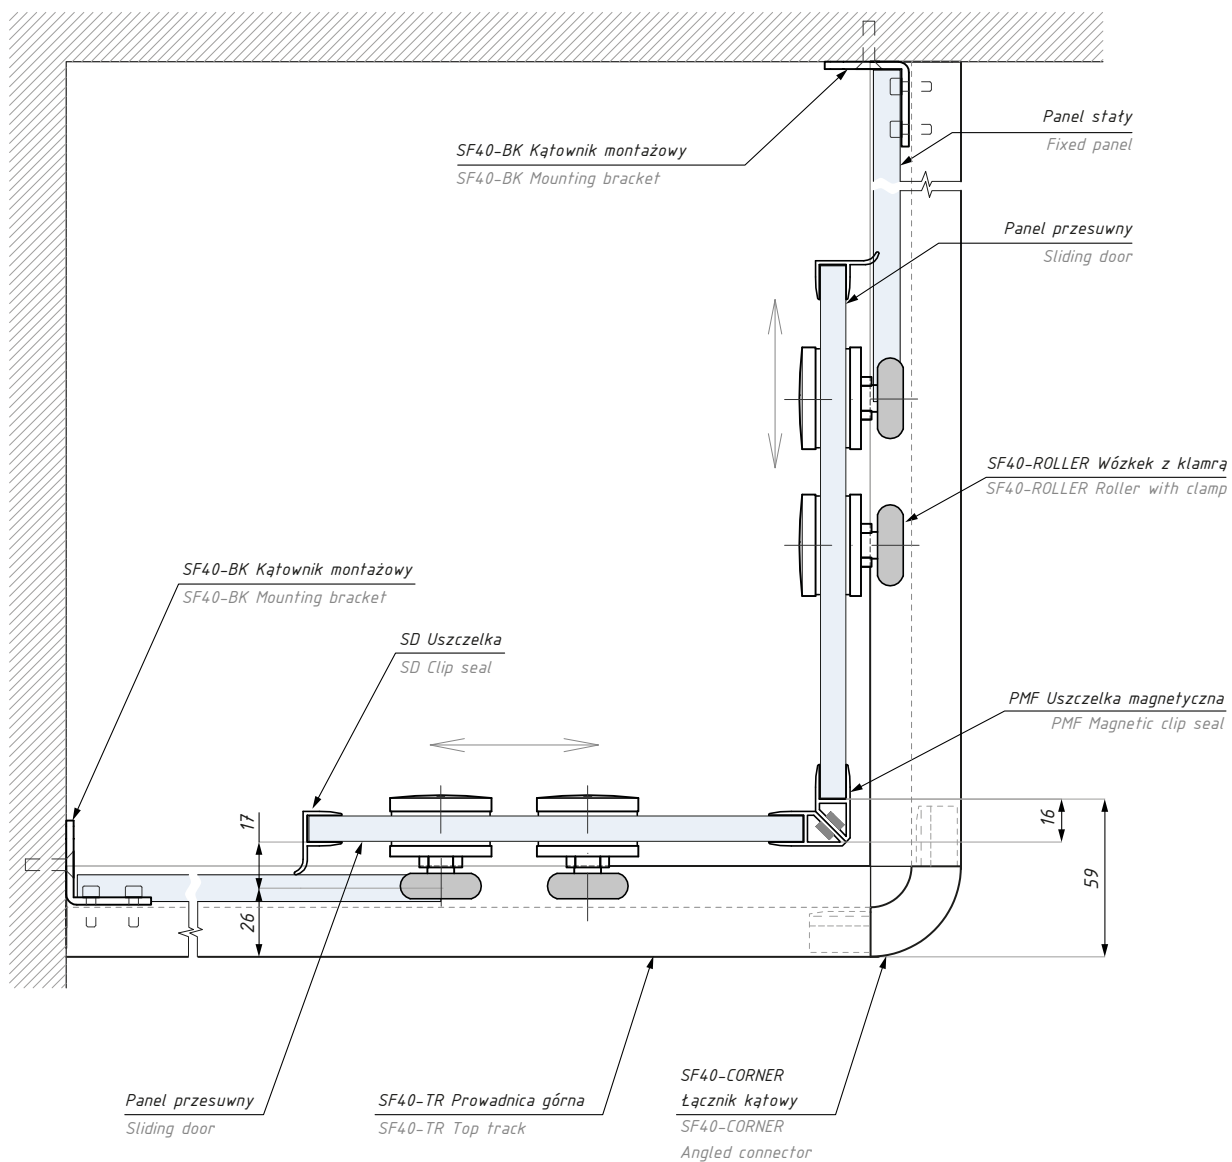 Panel stały
Fixed panel
SF40-BK Kątownik montażowy
SF40-BK Mounting bracket
Panel przesuwny
Sliding door
SF40-ROLLER Wózkek z klamrą
SF40-ROLLER Roller with clamp
SF40-BK Kątownik montażowy
SF40-BK Mounting bracket
SD Uszczelka
SD Clip seal
PMF Uszczelka magnetyczna
PMF Magnetic clip seal
17
16
59
26
Panel przesuwny
Sliding door
SF40-TR Prowadnica górna
SF40-TR Top track
SF40-CORNER
Łącznik kątowy
SF40-CORNER
Angled connector